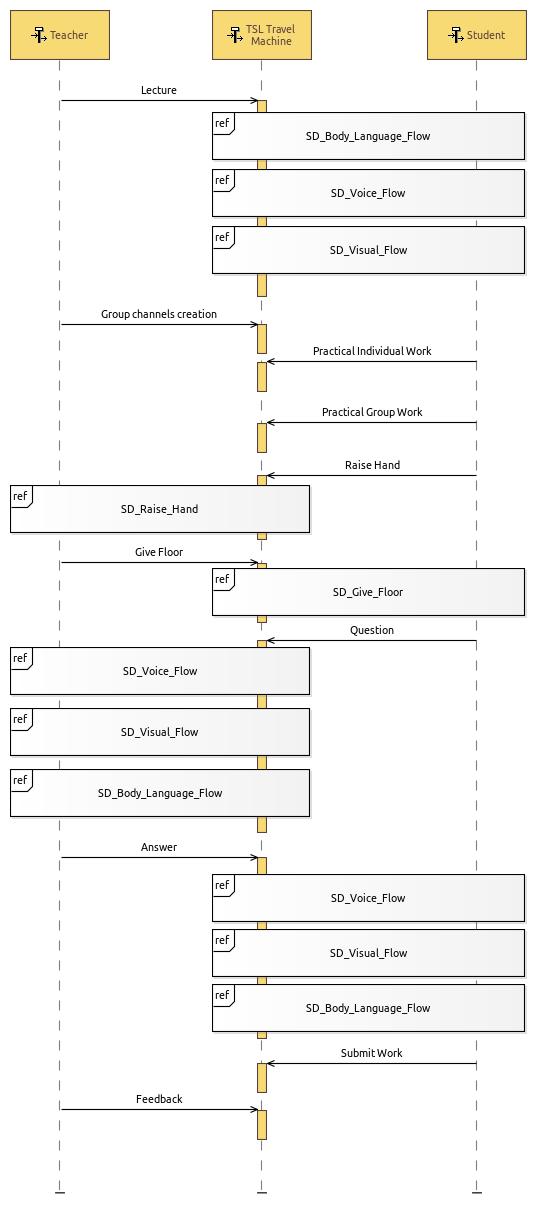 Teacher
TSL Travel
Machine
Student
Lecture
ref
SD_Body_Language_Flow
ref
SD_Voice_Flow
ref
SD_Visual_Flow
Group channels creation
Practical Individual Work
Practical Group Work
Raise Hand
ref
SD_Raise_Hand
Give Floor
ref
SD_Give_Floor
Question
ref
SD_Voice_Flow
ref
SD_Visual_Flow
ref
SD_Body_Language_Flow
Answer
ref
SD_Voice_Flow
ref
SD_Visual_Flow
ref
SD_Body_Language_Flow
Submit Work
Feedback